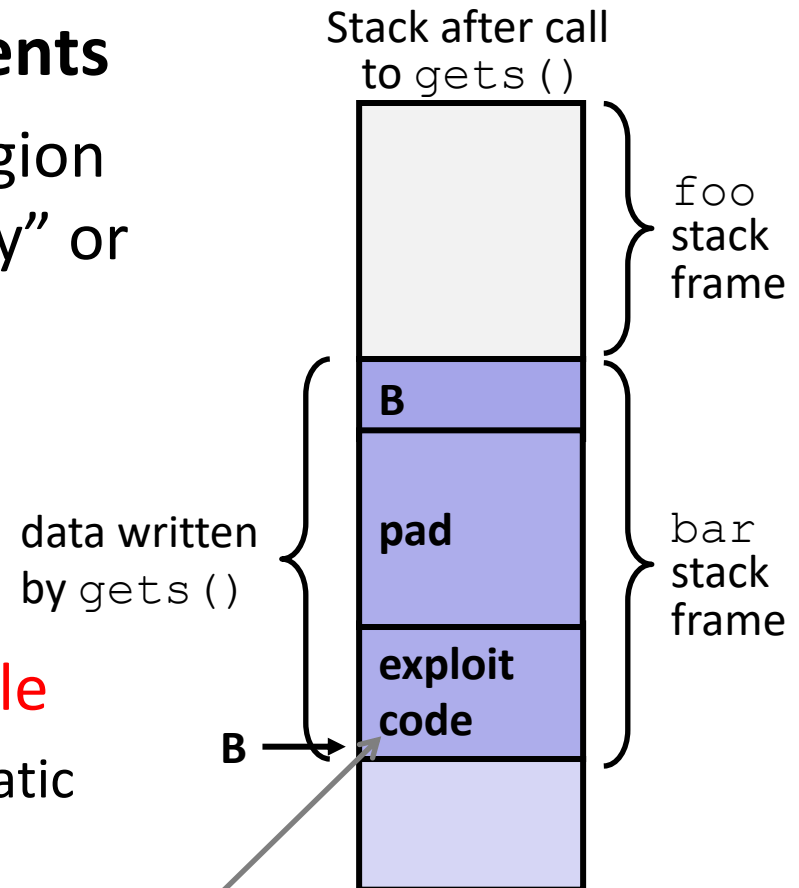 Stack after call
to gets()
ents
gion
y” or
foo
stack
frame
B
data written
by gets()
pad
bar
stack
frame
exploit
code
le
B
atic